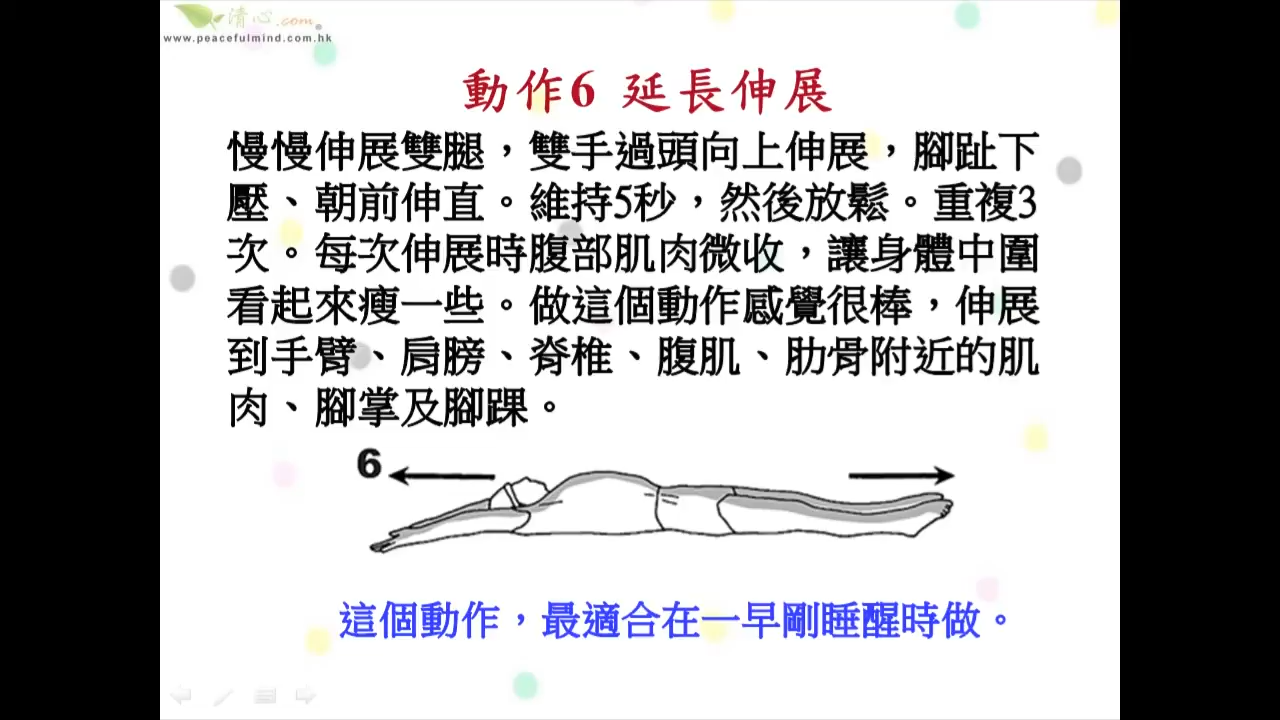 清心.com
www.peacefulmind.com.hk
動作6 延長伸展
慢慢伸展雙腿，雙手過頭向上伸展，腳趾下
壓、朝前伸直。維持5秒，然後放鬆。重複3
次。每次伸展時腹部肌肉微收，讓身體中圍
看起來瘦一些。做這個動作感覺很棒，伸展
到手臂、肩膀、脊椎、腹肌、肋骨附近的肌
肉、腳掌及腳踝。
6
這個動作，最適合在一早剛睡醒時做。